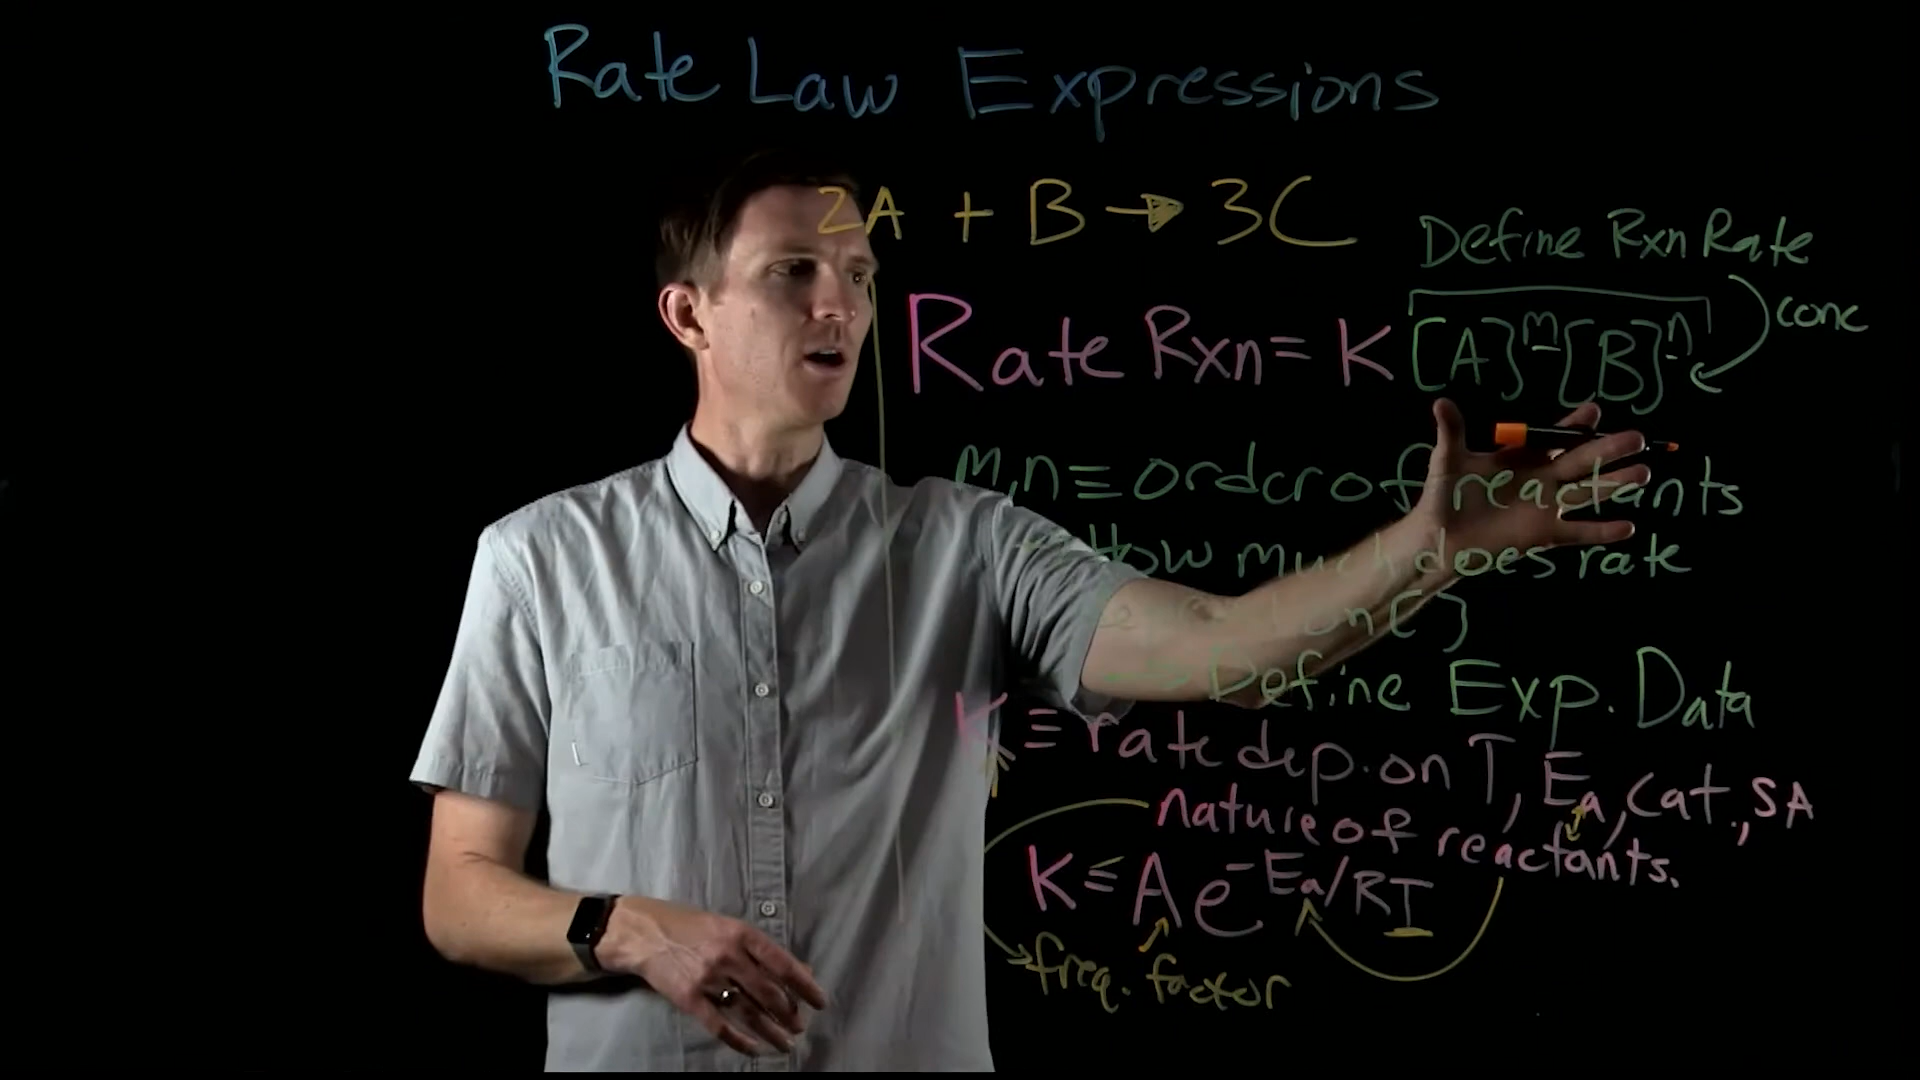 Rate Law Expressions
2A + B → 3C
Define Rxn Rate
conc
Rate Rxn = K [A]^m [B]^n
m,n ≡ order of reactants
→ How much does rate
on [ ]
→ Define Exp. Data
K ≡ rate dep. on T, Ea, Cat., SA
nature of reactants.
K ≡ A e^-Ea/RT
→ freq. factor